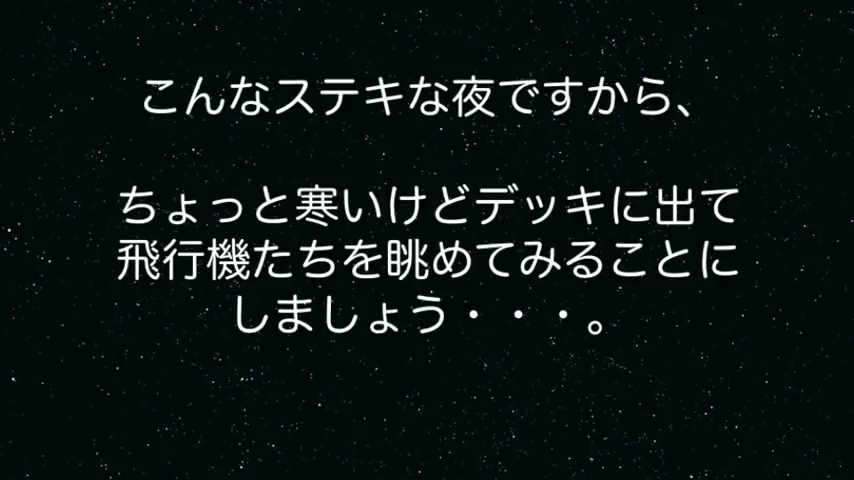 こんなステキな夜ですから、
ちょっと寒いけどデッキに出て
飛行機たちを眺めてみることに
しましょう・・・。